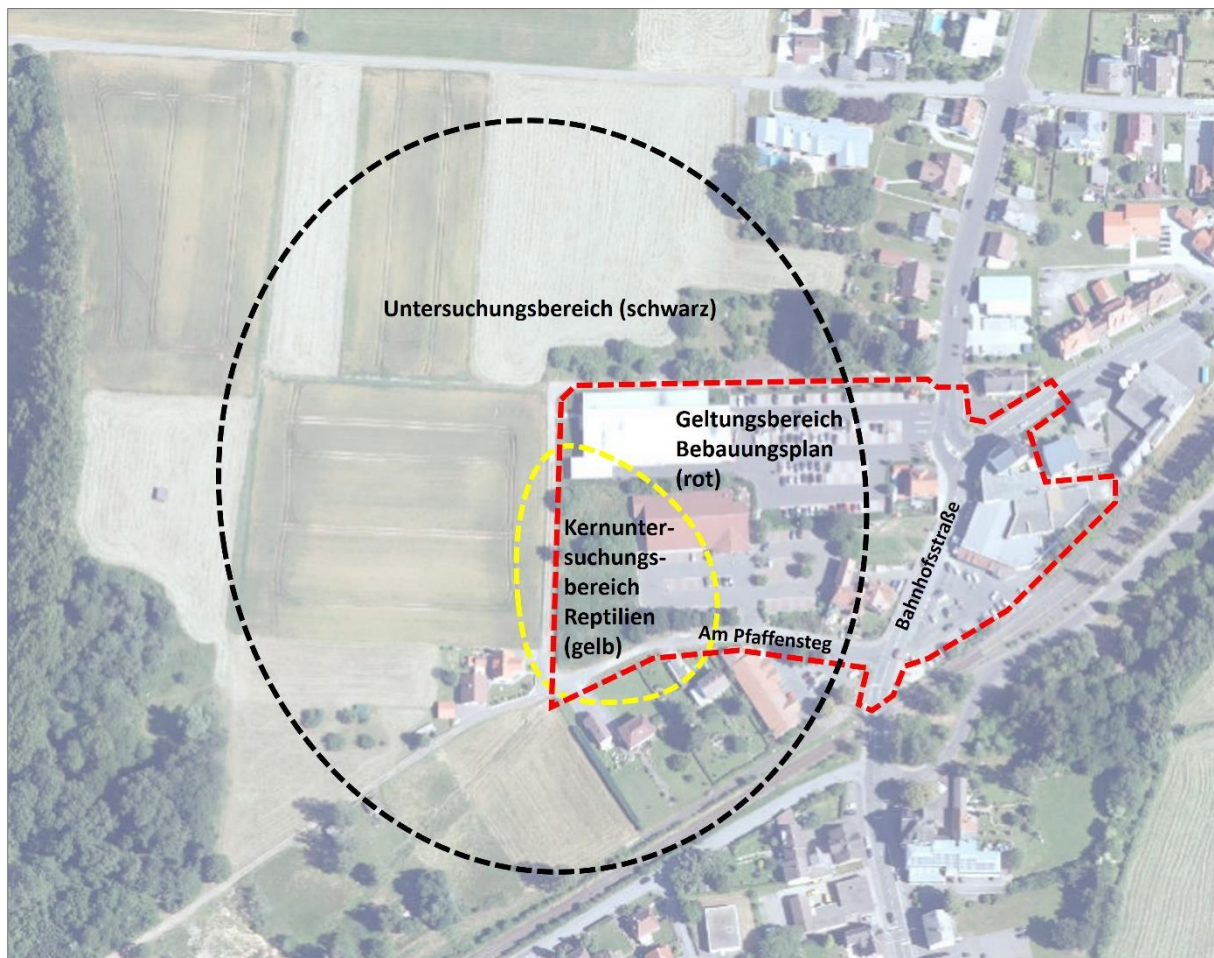 Untersuchungsbereich (schwarz)
Geltungsbereich
Bebauungsplan
(rot)
Kernunter-
suchungs-
bereich
Reptilien
(gelb)
Am Pfaffensteg
Bahnhofsstraße